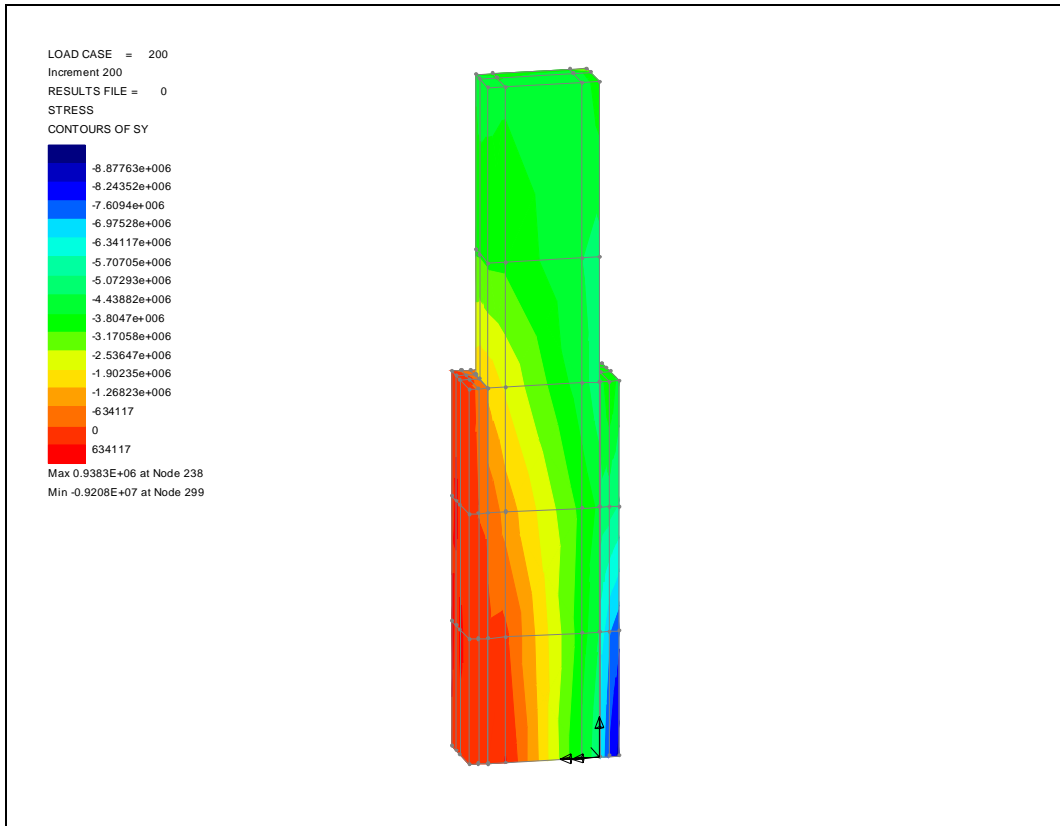 LOAD CASE = 200
Increment 200
RESULTS FILE = 0
STRESS
CONTOURS OF SY
-8.87763e+006
-8.24352e+006
-7.6094e+006
-6.97528e+006
-6.34117e+006
-5.70705e+006
-5.07293e+006
-4.43882e+006
-3.8047e+006
-3.17058e+006
-2.53647e+006
-1.90235e+006
-1.26823e+006
-634117
0
634117
Max 0.9383E+06 at Node 238
Min -0.9208E+07 at Node 299